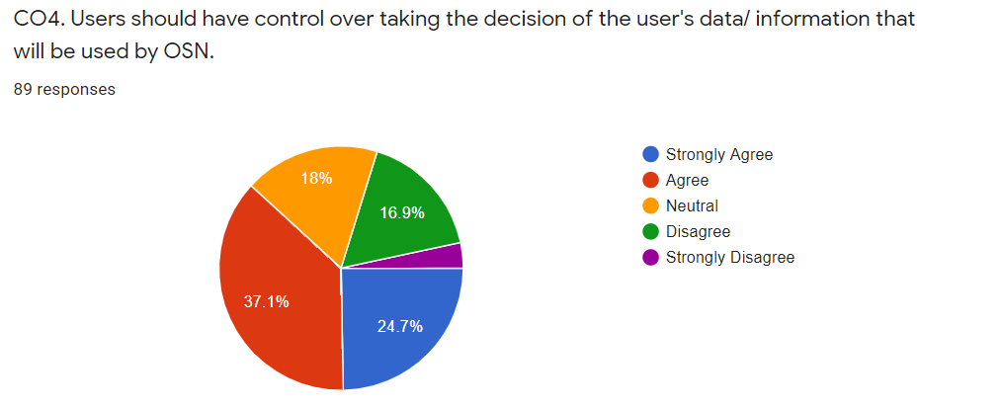 CO4. Users should have control over taking the decision of the user's data/ information that
will be used by OSN.
89 responses
18%
16.9%
37.1%
24.7%
Strongly Agree
Agree
Neutral
Disagree
Strongly Disagree